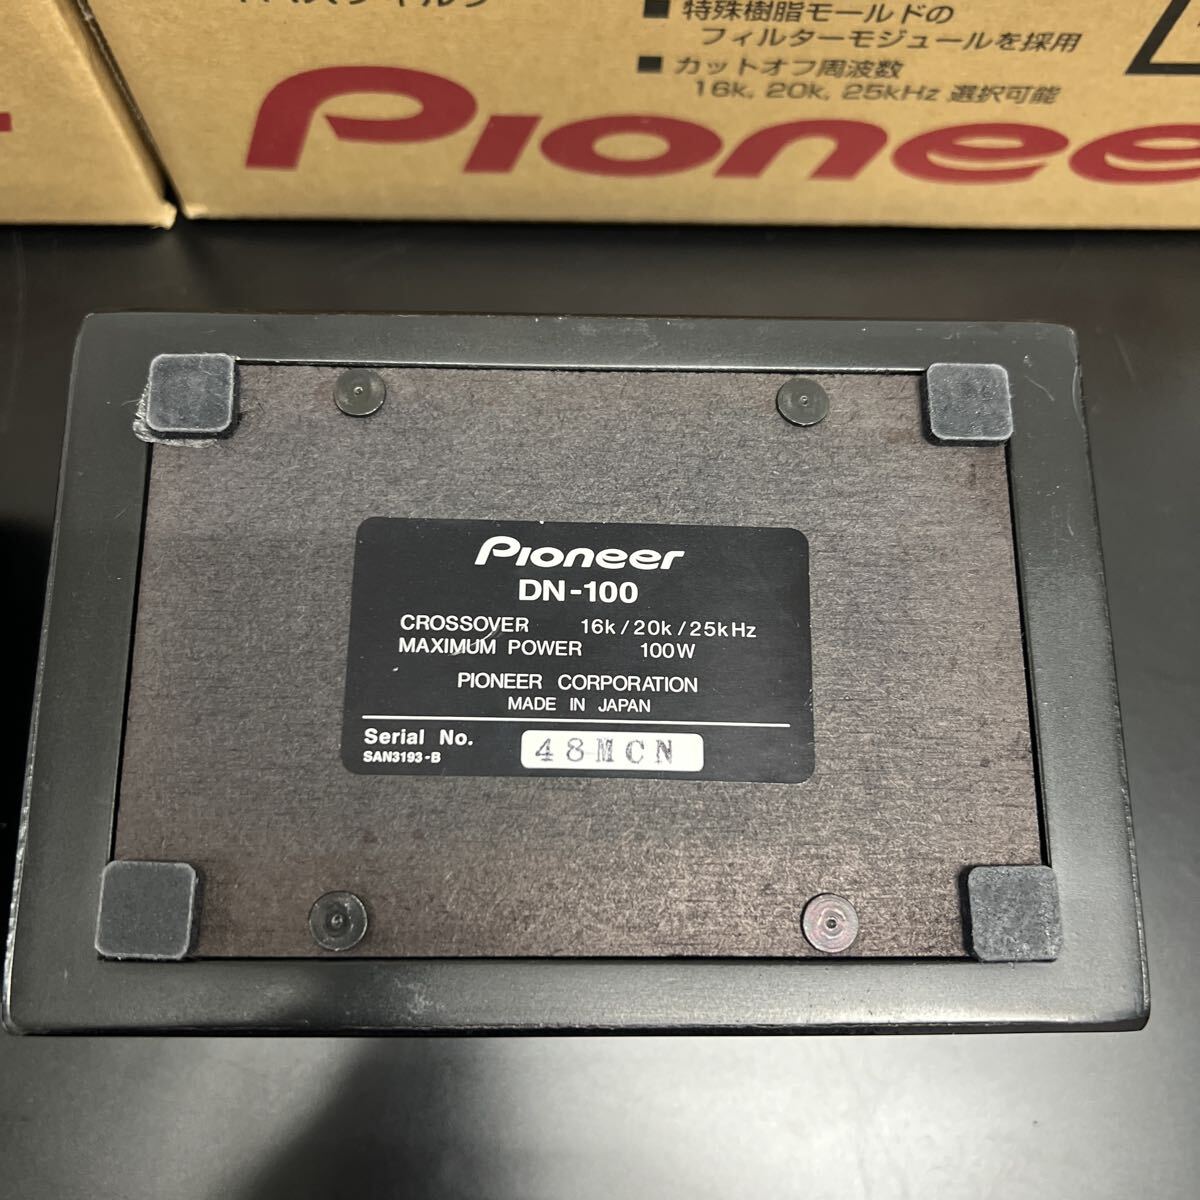 ■ 特殊樹脂モールドの
フィルターモジュールを採用
■ カットオフ周波数
16k, 20k, 25kHz 選択可能
Pionee
Pioneer
DN-100
CROSSOVER 16k/20k/25kHz
MAXIMUM POWER 100W
PIONEER CORPORATION
MADE IN JAPAN
Serial No. 48MCN
SAN3193-B